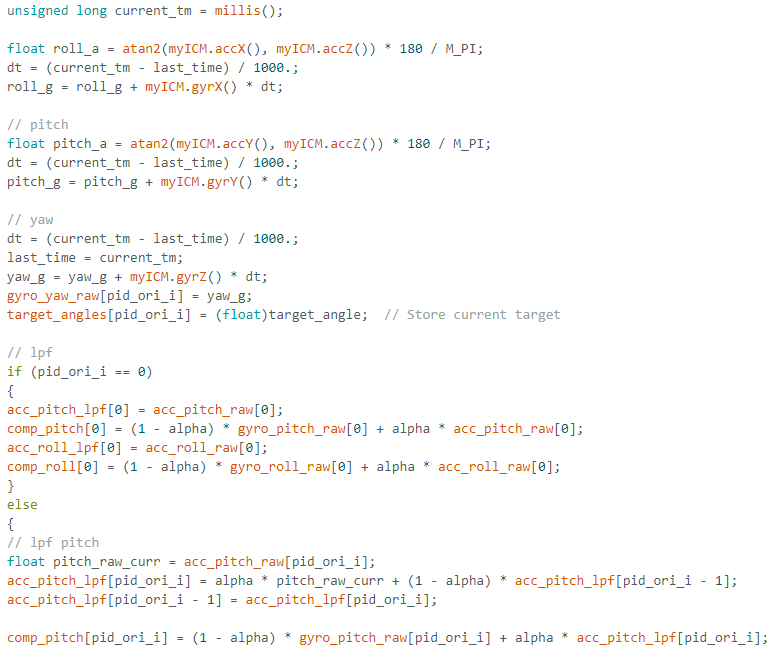 unsigned long current_tm = millis();
float roll_a = atan2(myICM.accX(), myICM.accZ()) * 180 / M_PI;
dt = (current_tm - last_time) / 1000.;
roll_g = roll_g + myICM.gyrX() * dt;
// pitch
float pitch_a = atan2(myICM.accY(), myICM.accZ()) * 180 / M_PI;
dt = (current_tm - last_time) / 1000.;
pitch_g = pitch_g + myICM.gyrY() * dt;
// yaw
dt = (current_tm - last_time) / 1000.;
last_time = current_tm;
yaw_g = yaw_g + myICM.gyrZ() * dt;
gyro_yaw_raw[pid_ori_i] = yaw_g;
target_angles[pid_ori_i] = (float)target_angle;  // Store current target
// lpf
if (pid_ori_i == 0)
{
acc_pitch_lpf[0] = acc_pitch_raw[0];
comp_pitch[0] = (1 - alpha) * gyro_pitch_raw[0] + alpha * acc_pitch_raw[0];
acc_roll_lpf[0] = acc_roll_raw[0];
comp_roll[0] = (1 - alpha) * gyro_roll_raw[0] + alpha * acc_roll_raw[0];
}
else
{
// lpf pitch
float pitch_raw_curr = acc_pitch_raw[pid_ori_i];
acc_pitch_lpf[pid_ori_i] = alpha * pitch_raw_curr + (1 - alpha) * acc_pitch_lpf[pid_ori_i - 1];
acc_pitch_lpf[pid_ori_i - 1] = acc_pitch_lpf[pid_ori_i];
comp_pitch[pid_ori_i] = (1 - alpha) * gyro_pitch_raw[pid_ori_i] + alpha * acc_pitch_lpf[pid_ori_i];